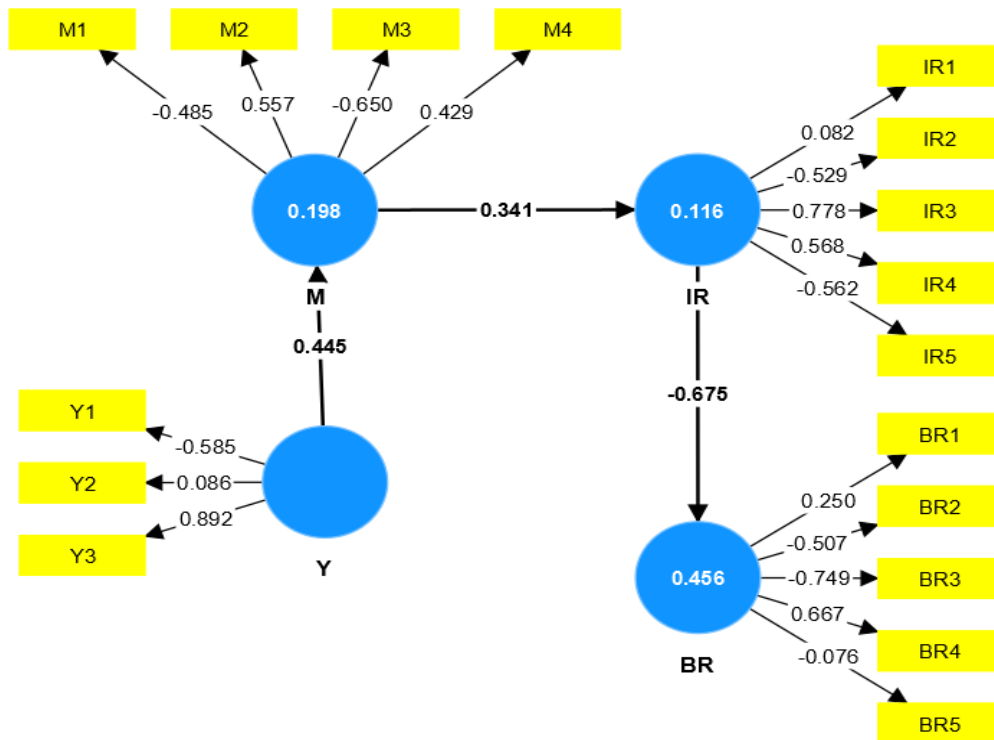 M1
M2
M3
M4
-0.485
0.557
-0.650
0.429
0.198
M
0.341
0.116
IR
0.082
-0.529
0.778
0.568
-0.562
IR1
IR2
IR3
IR4
IR5
0.445
-0.675
Y1
Y2
Y3
-0.585
0.086
0.892
Y
0.456
BR
0.250
-0.507
-0.749
0.667
-0.076
BR1
BR2
BR3
BR4
BR5